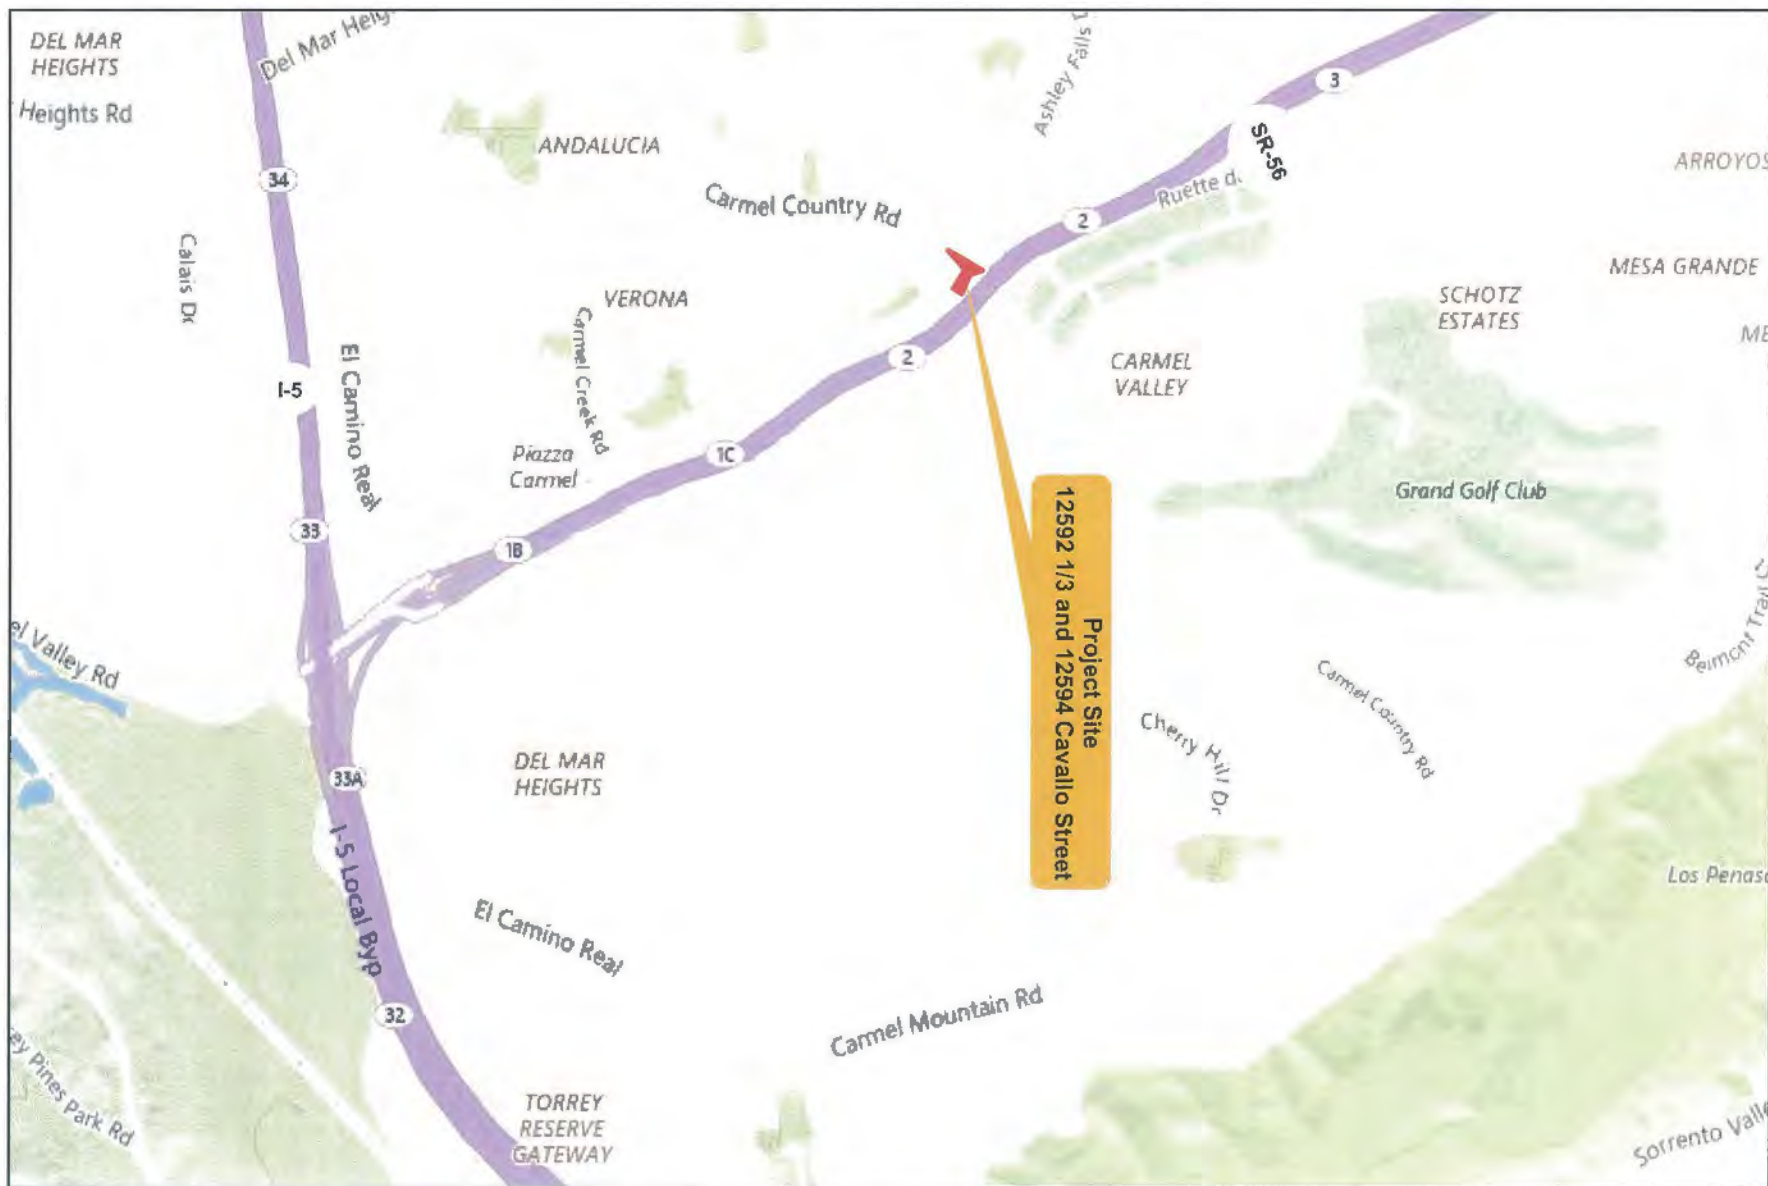 DEL MAR
HEIGHTS
Heights Rd
Del Mar Heig
34
ANDALUCIA
Carmel Country Rd
Ashley Falls
3
SR-56
Ruette d.
2
ARROYOS
MESA GRANDE
SCHOTZ
ESTATES
ME
Calais Dr
VERONA
Carmel Creek Rd
2
CARMEL
VALLEY
I-5
El Camino Real
Piazza
Carmel
1C
Grand Golf Club
33
1B
Project Site
12592 1/3 and 12594 Cavallo Street
el Valley Rd
Belmont Trail
Carmel Country Rd
Cherry Hill Dr
DEL MAR
HEIGHTS
33A
I-5 Local Byp
El Camino Real
Los Penasq
32
Carmel Mountain Rd
ey Pines Park Rd
TORREY
RESERVE
GATEWAY
Sorrento Valle